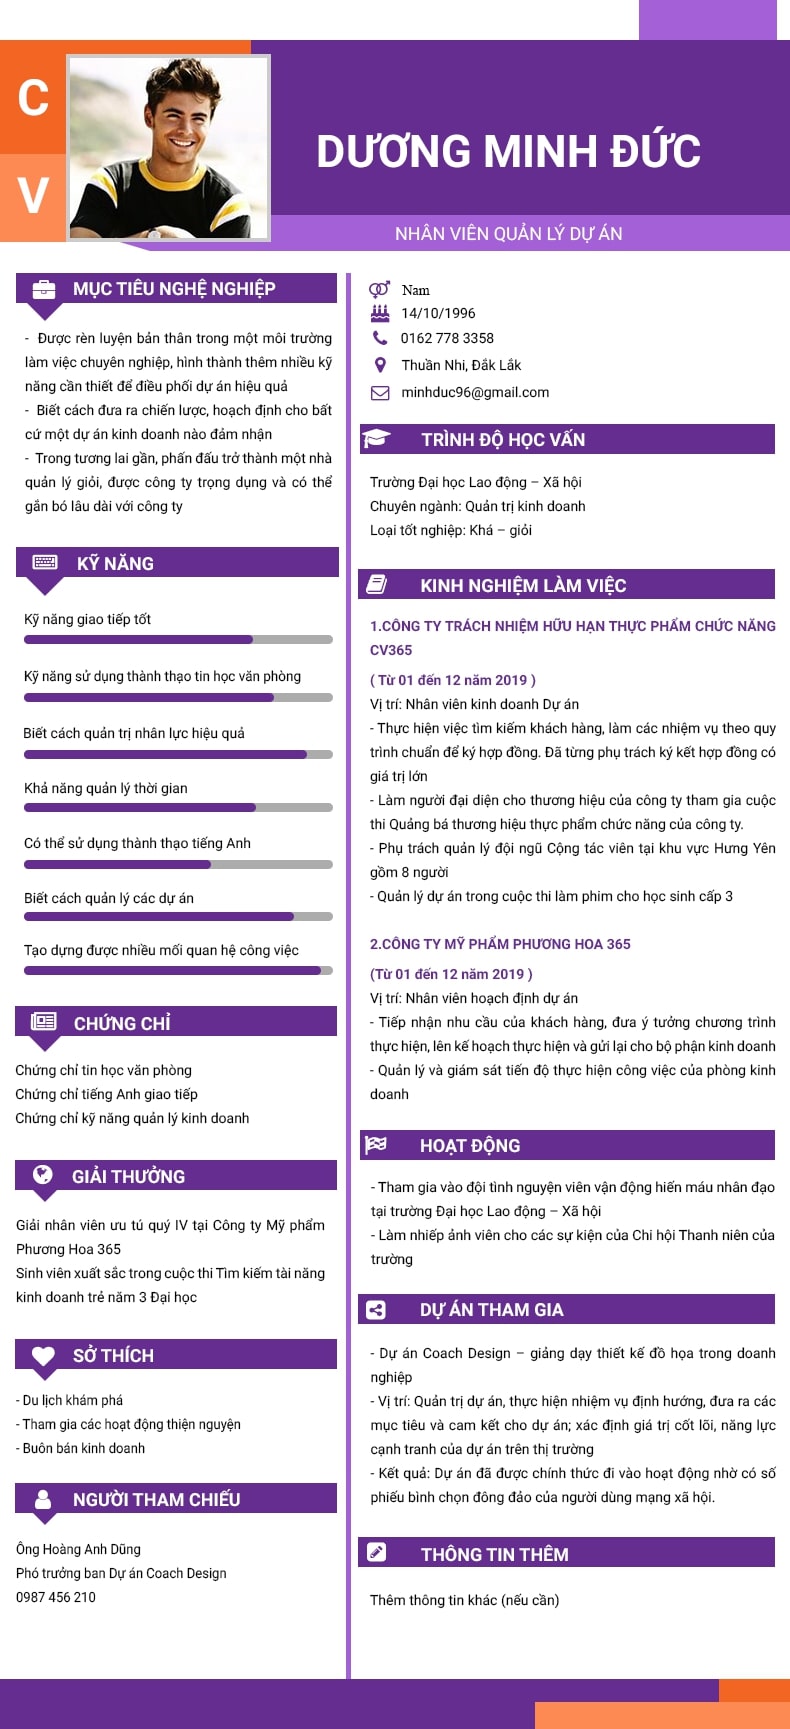 C
V
DƯƠNG MINH ĐỨC
NHÂN VIÊN QUẢN LÝ DỰ ÁN
MỤC TIÊU NGHỆ NGHIỆP
- Được rèn luyện bản thân trong một môi trường
làm việc chuyên nghiệp, hình thành thêm nhiều kỹ
năng cần thiết để điều phối dự án hiệu quả
- Biết cách đưa ra chiến lược, hoạch định cho bất
cứ một dự án kinh doanh nào đảm nhận
- Trong tương lai gần, phấn đấu trở thành một nhà
quản lý giỏi, được công ty trọng dụng và có thể
gắn bó lâu dài với công ty
KỸ NĂNG
Kỹ năng giao tiếp tốt
Kỹ năng sử dụng thành thạo tin học văn phòng
Biết cách quản trị nhân lực hiệu quả
Khả năng quản lý thời gian
Có thể sử dụng thành thạo tiếng Anh
Biết cách quản lý các dự án
Tạo dựng được nhiều mối quan hệ công việc
CHỨNG CHỈ
Chứng chỉ tin học văn phòng
Chứng chỉ tiếng Anh giao tiếp
Chứng chỉ kỹ năng quản lý kinh doanh
GIẢI THƯỞNG
Giải nhân viên ưu tú quý IV tại Công ty Mỹ phẩm
Phương Hoa 365
Sinh viên xuất sắc trong cuộc thi Tìm kiếm tài năng
kinh doanh trẻ năm 3 Đại học
SỞ THÍCH
- Du lịch khám phá
- Tham gia các hoạt động thiện nguyện
- Buôn bán kinh doanh
NGƯỜI THAM CHIẾU
Ông Hoàng Anh Dũng
Phó trưởng ban Dự án Coach Design
0987 456 210
Nam
14/10/1996
0162 778 3358
Thuần Nhi, Đắk Lắk
minhduc96@gmail.com
TRÌNH ĐỘ HỌC VẤN
Trường Đại học Lao động – Xã hội
Chuyên ngành: Quản trị kinh doanh
Loại tốt nghiệp: Khá – giỏi
KINH NGHIỆM LÀM VIỆC
1.CÔNG TY TRÁCH NHIỆM HỮU HẠN THỰC PHẨM CHỨC NĂNG
CV365
( Từ 01 đến 12 năm 2019 )
Vị trí: Nhân viên kinh doanh Dự án
- Thực hiện việc tìm kiếm khách hàng, làm các nhiệm vụ theo quy
trình chuẩn để ký hợp đồng. Đã từng phụ trách ký kết hợp đồng có
giá trị lớn
- Làm người đại diện cho thương hiệu của công ty tham gia cuộc
thi Quảng bá thương hiệu thực phẩm chức năng của công ty.
- Phụ trách quản lý đội ngũ Cộng tác viên tại khu vực Hưng Yên
gồm 8 người
- Quản lý dự án trong cuộc thi làm phim cho học sinh cấp 3
2.CÔNG TY MỸ PHẨM PHƯƠNG HOA 365
(Từ 01 đến 12 năm 2019 )
Vị trí: Nhân viên hoạch định dự án
- Tiếp nhận nhu cầu của khách hàng, đưa ý tưởng chương trình
thực hiện, lên kế hoạch thực hiện và gửi lại cho bộ phận kinh doanh
- Quản lý và giám sát tiến độ thực hiện công việc của phòng kinh
doanh
HOẠT ĐỘNG
- Tham gia vào đội tình nguyện viên vận động hiến máu nhân đạo
tại trường Đại học Lao động – Xã hội
- Làm nhiếp ảnh viên cho các sự kiện của Chi hội Thanh niên của
trường
DỰ ÁN THAM GIA
- Dự án Coach Design – giảng dạy thiết kế đồ họa trong doanh
nghiệp
- Vị trí: Quản trị dự án, thực hiện nhiệm vụ định hướng, đưa ra các
mục tiêu và cam kết cho dự án; xác định giá trị cốt lõi, năng lực
cạnh tranh của dự án trên thị trường
- Kết quả: Dự án đã được chính thức đi vào hoạt động nhờ có số
phiếu bình chọn đông đảo của người dùng mạng xã hội.
THÔNG TIN THÊM
Thêm thông tin khác (nếu cần)